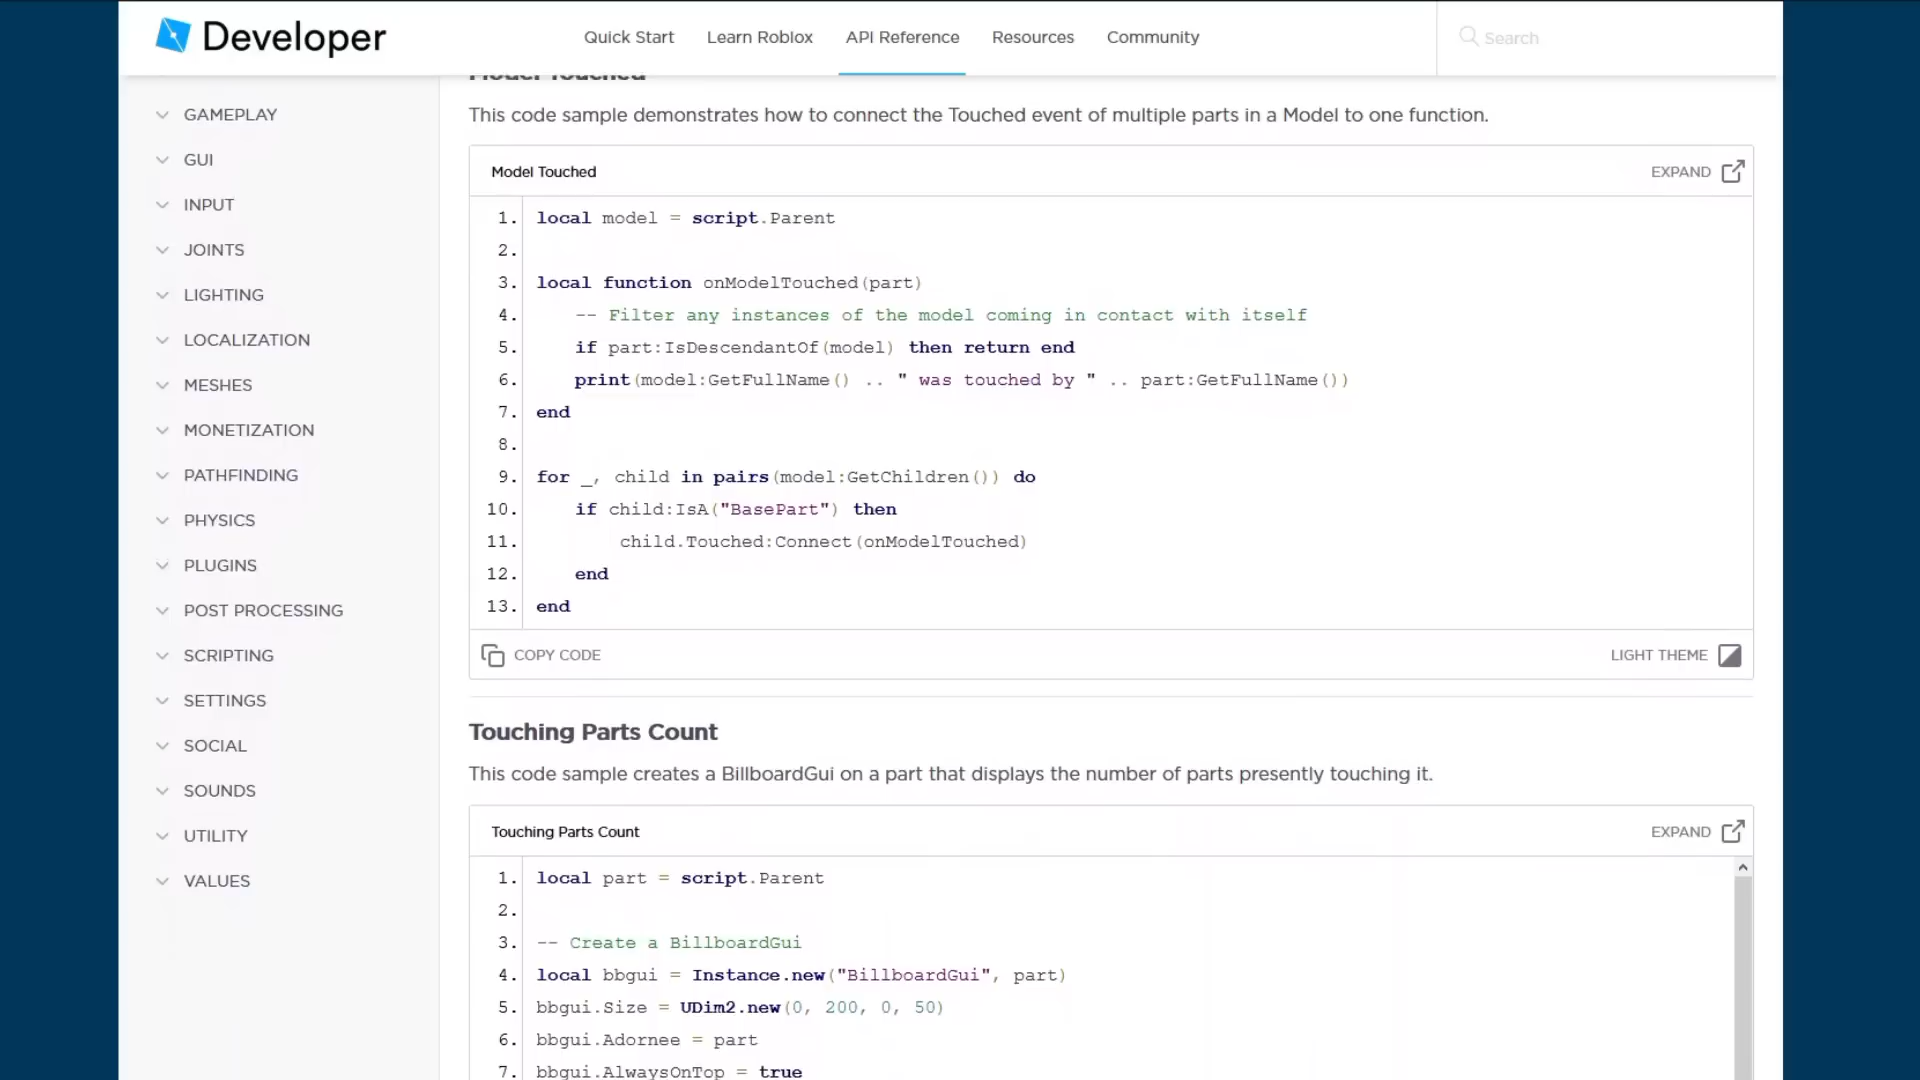 Developer
Quick Start
Learn Roblox
API Reference
Resources
Community
Search
GAMEPLAY
GUI
INPUT
JOINTS
LIGHTING
LOCALIZATION
MESHES
MONETIZATION
PATHFINDING
PHYSICS
PLUGINS
POST PROCESSING
SCRIPTING
SETTINGS
SOCIAL
SOUNDS
UTILITY
VALUES
Model Touched
This code sample demonstrates how to connect the Touched event of multiple parts in a Model to one function.
Model Touched
EXPAND
1. local model = script.Parent
2.
3. local function onModelTouched(part)
4. -- Filter any instances of the model coming in contact with itself
5. if part:IsDescendantOf(model) then return end
6. print(model:GetFullName() .. " was touched by " .. part:GetFullName())
7. end
8.
9. for _, child in pairs(model:GetChildren()) do
10. if child:IsA("BasePart") then
11. child.Touched:Connect(onModelTouched)
12. end
13. end
COPY CODE
LIGHT THEME
Touching Parts Count
This code sample creates a BillboardGui on a part that displays the number of parts presently touching it.
Touching Parts Count
EXPAND
1. local part = script.Parent
2.
3. -- Create a BillboardGui
4. local bbgui = Instance.new("BillboardGui", part)
5. bbgui.Size = UDim2.new(0, 200, 0, 50)
6. bbgui.Adornee = part
7. bbgui.AlwaysOnTop = true